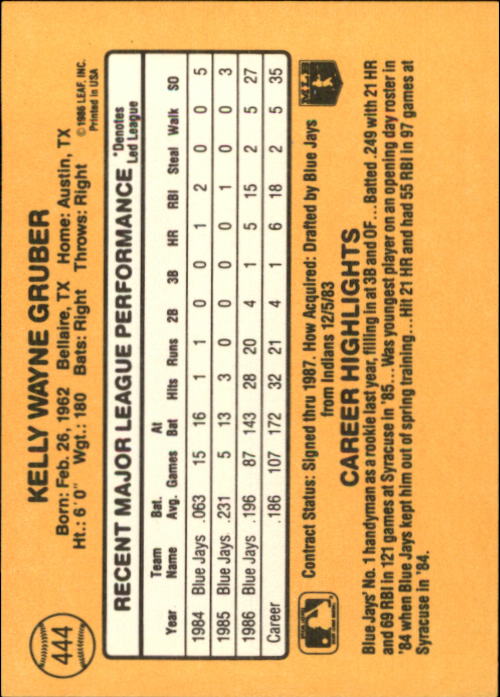 444
KELLY WAYNE GRUBER
Born: Feb. 26, 1962 Bellaire, TX Home: Austin, TX
Ht.: 6'0" Wgt.: 180 Bats: Right Throws: Right
© 1986 LEAF, INC.
Printed in USA
RECENT MAJOR LEAGUE PERFORMANCE *Denotes Led League
Year Team Name Bat. Avg. Games At Bat Hits Runs 2B 3B HR RBI Steal Walk SO
1984 Blue Jays .063 15 16 1 1 0 0 1 2 0 0 5
1985 Blue Jays .231 5 13 3 0 0 0 0 1 0 0 3
1986 Blue Jays .196 87 143 28 20 4 1 5 15 2 5 27
Career .186 107 172 32 21 4 1 6 18 2 5 35
Contract Status: Signed thru 1987. How Acquired: Drafted by Blue Jays
from Indians 12/5/83
CAREER HIGHLIGHTS
Blue Jays' No. 1 handyman as a rookie last year, filling in at 3B and OF...Batted .249 with 21 HR
and 69 RBI in 121 games at Syracuse in '85...Was youngest player on an opening day roster in
'84 when Blue Jays kept him out of spring training...Hit 21 HR and had 55 RBI in 97 games at
Syracuse in '84.